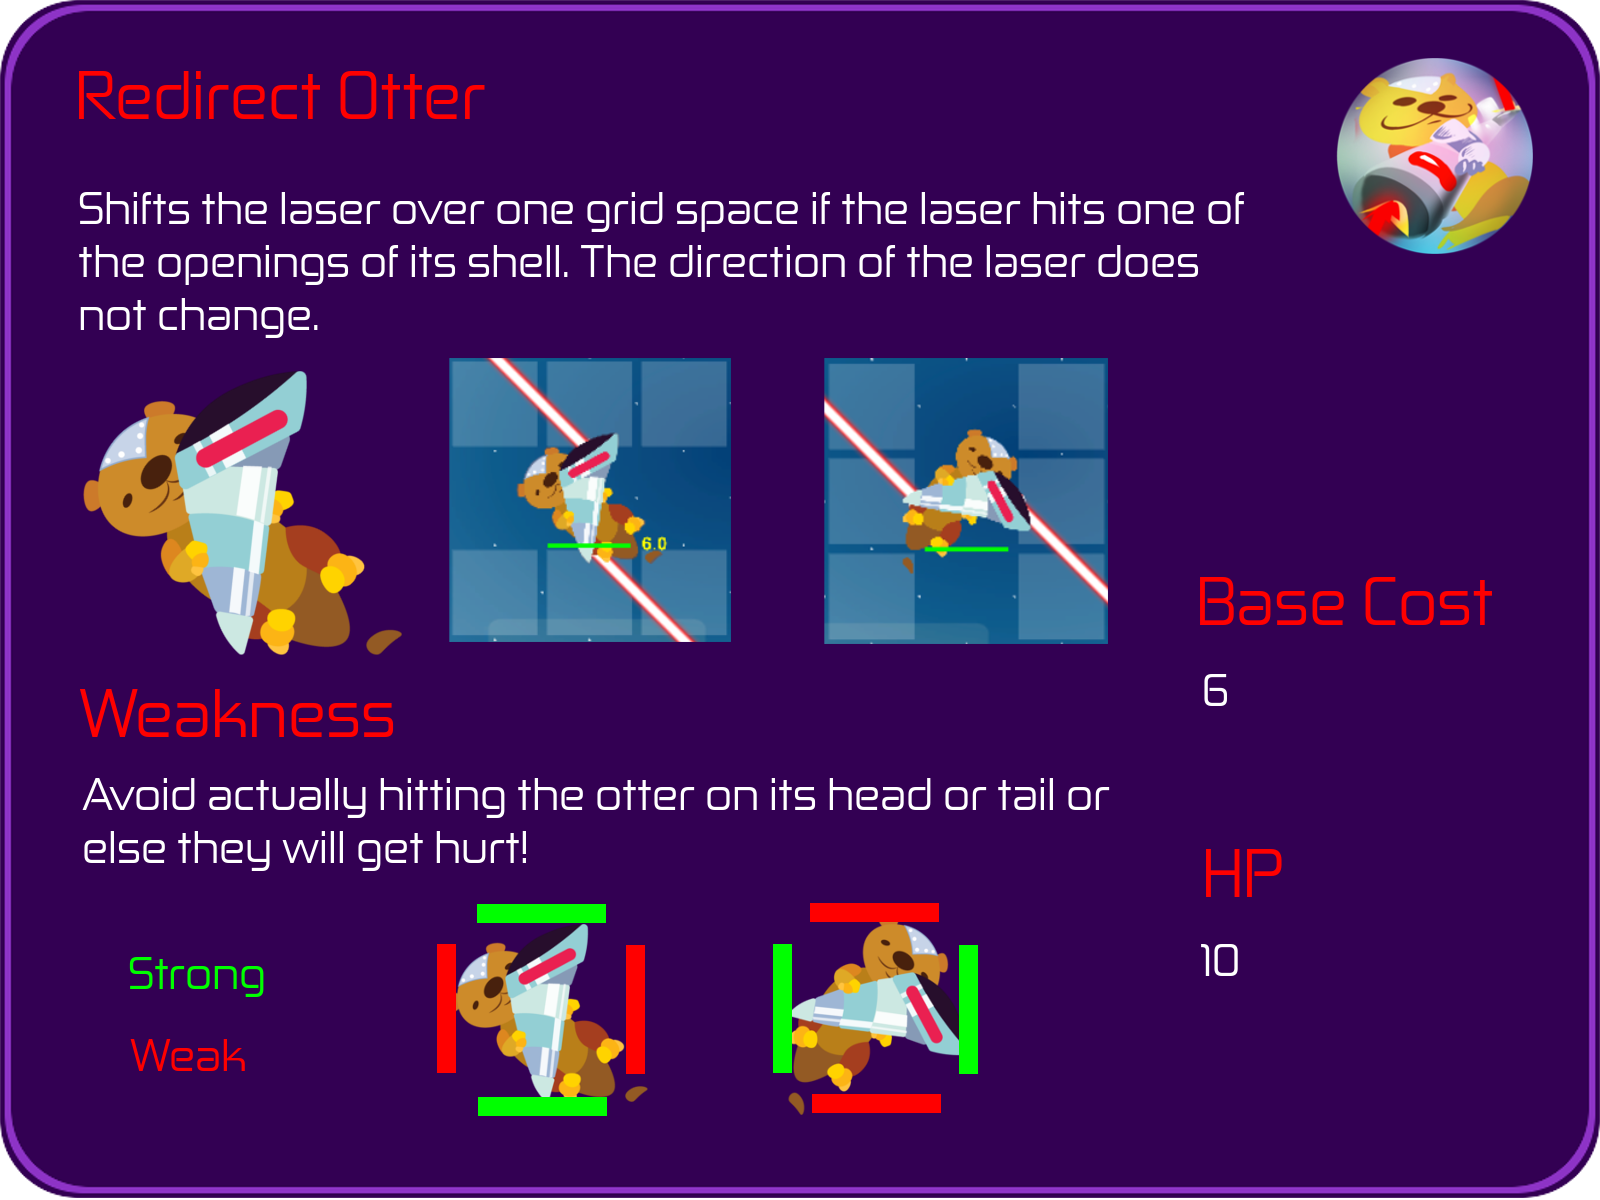 Redirect Otter
Shifts the laser over one grid space if the laser hits one of
the openings of its shell. The direction of the laser does
not change.
6.0
Base Cost
6
Weakness
Avoid actually hitting the otter on its head or tail or
else they will get hurt!
HP
10
Strong
Weak